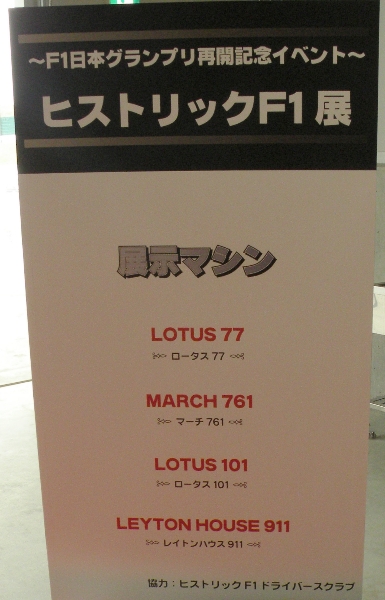 ～F1日本グランプリ再開記念イベント～
ヒストリックF1展
展示マシン
LOTUS 77
ロータス 77
MARCH 761
マーチ 761
LOTUS 101
ロータス 101
LEYTON HOUSE 911
レイトンハウス 911
協力：ヒストリックF1ドライバースクラブ